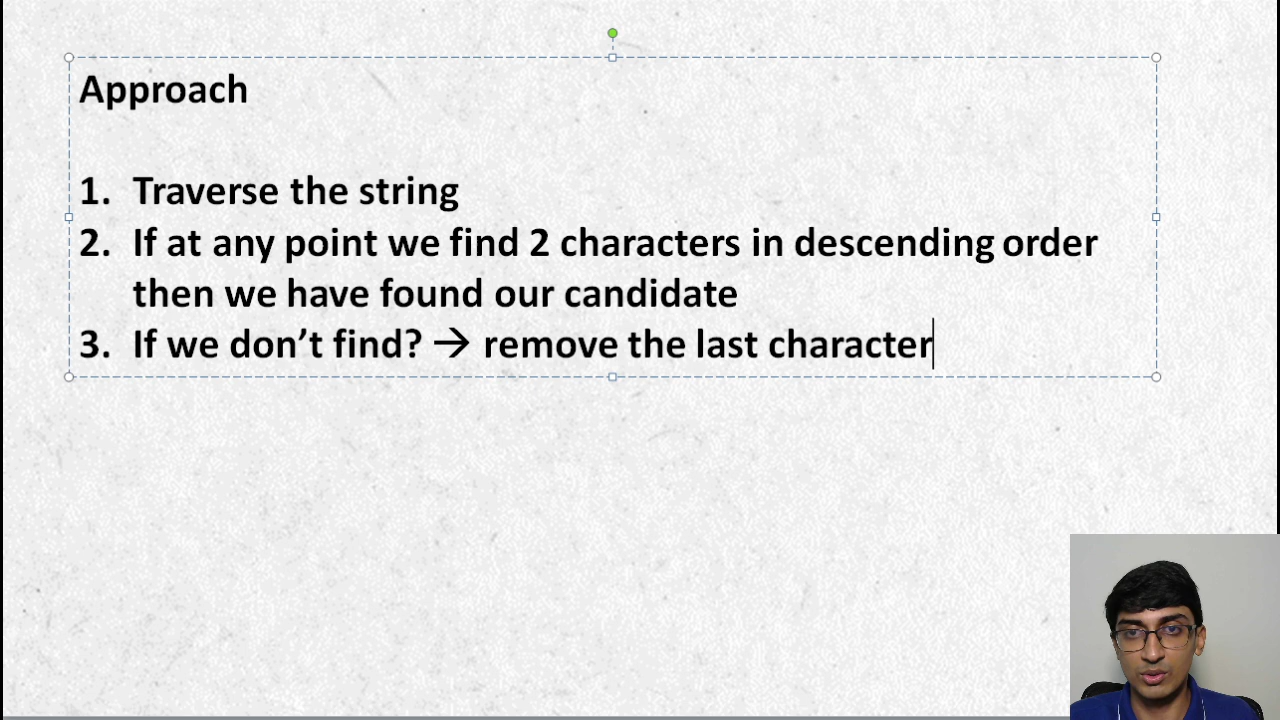 Approach
1. Traverse the string
2. If at any point we find 2 characters in descending order
then we have found our candidate
3. If we don’t find? → remove the last character